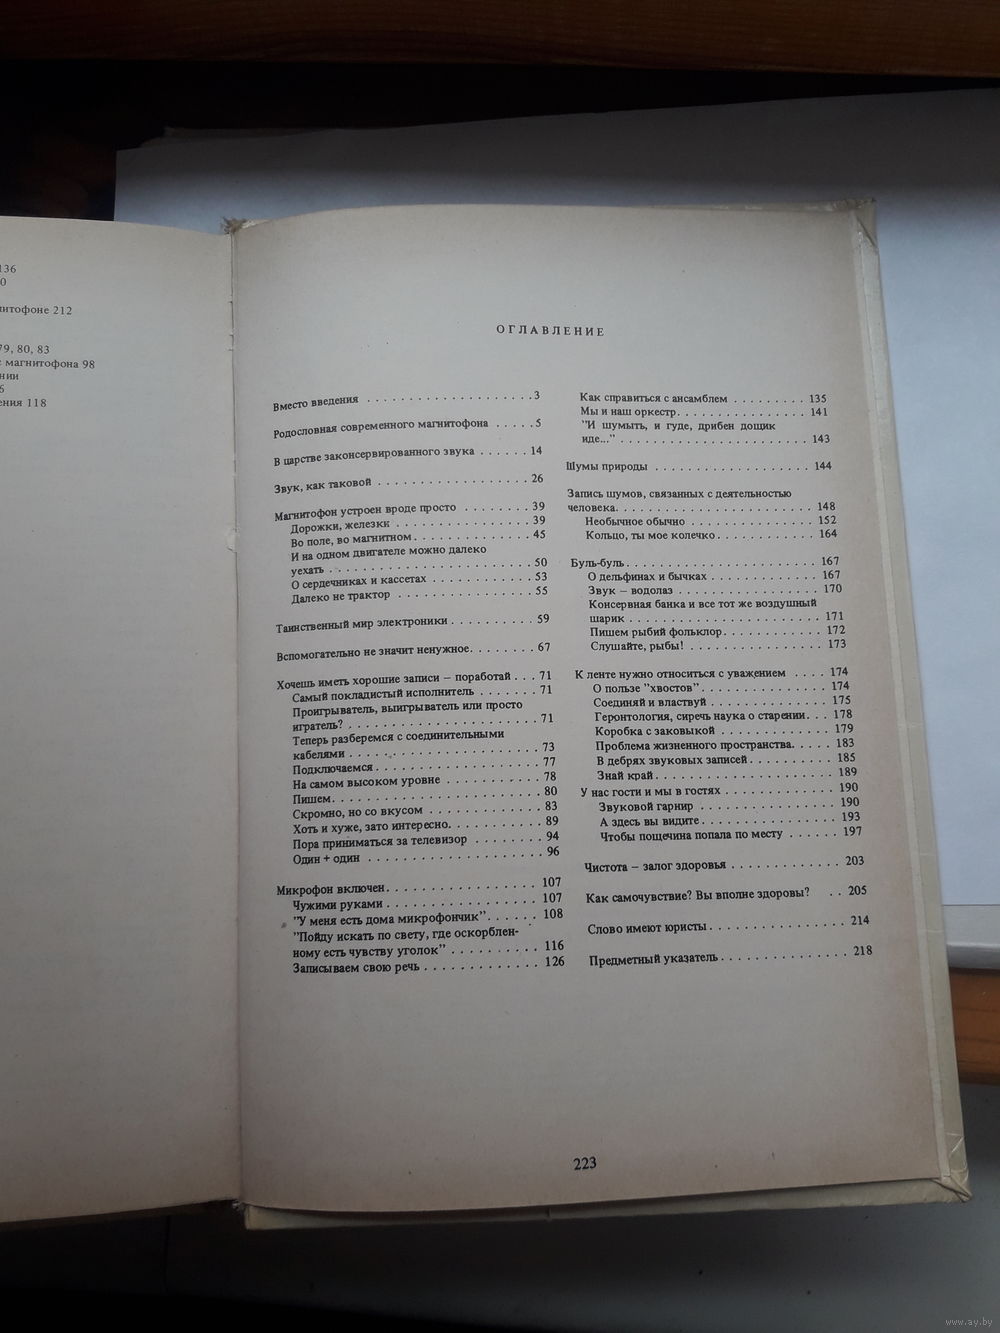 136
0
нитофоне 212
79, 80, 83
магнитофона 98
нии
6
ения 118
ОГЛАВЛЕНИЕ
Вместо введения . . . . . . . . . . . . . . . . . . . . 3
Родословная современного магнитофона . . . . . 5
В царстве законсервированного звука . . . . . . 14
Звук, как таковой . . . . . . . . . . . . . . . . . . 26
Магнитофон устроен вроде просто . . . . . . . . 39
Дорожки, железки . . . . . . . . . . . . . . . . 39
Во поле, во магнитном . . . . . . . . . . . . . 45
И на одном двигателе можно далеко
уехать . . . . . . . . . . . . . . . . . . . . . . . 50
О сердечниках и кассетах . . . . . . . . . . . 53
Далеко не трактор . . . . . . . . . . . . . . . 55
Таинственный мир электроники . . . . . . . . . . 59
Вспомогательно не значит ненужное. . . . . . . . 67
Хочешь иметь хорошие записи — поработай . . . 71
Самый покладистый исполнитель . . . . . . . 71
Проигрыватель, выигрыватель или просто
игратель? . . . . . . . . . . . . . . . . . . . . . 71
Теперь разберемся с соединительными
кабелями . . . . . . . . . . . . . . . . . . . . . 73
Подключаемся . . . . . . . . . . . . . . . . . . 77
На самом высоком уровне . . . . . . . . . . . 78
Пишем. . . . . . . . . . . . . . . . . . . . . . . 80
Скромно, но со вкусом . . . . . . . . . . . . . 83
Хоть и хуже, зато интересно. . . . . . . . . . 89
Пора приниматься за телевизор . . . . . . . . 94
Один + один . . . . . . . . . . . . . . . . . . . 96
Микрофон включен. . . . . . . . . . . . . . . . . 107
Чужими руками . . . . . . . . . . . . . . . . . 107
"У меня есть дома микрофончик". . . . . . 108
"Пойду искать по свету, где оскорблен-
ному есть чувству уголок" . . . . . . . . . . 116
Записываем свою речь . . . . . . . . . . . . . 126
Как справиться с ансамблем . . . . . . . . . 135
Мы и наш оркестр. . . . . . . . . . . . . . . . 141
"И шумыть, и гуде, дрибен дощик
иде..." . . . . . . . . . . . . . . . . . . . . . . . 143
Шумы природы . . . . . . . . . . . . . . . . . . . 144
Запись шумов, связанных с деятельностью
человека. . . . . . . . . . . . . . . . . . . . . . . . 148
Необычное обычно . . . . . . . . . . . . . . . 152
Кольцо, ты мое колечко . . . . . . . . . . . . 164
Буль-буль . . . . . . . . . . . . . . . . . . . . . . . 167
О дельфинах и бычках . . . . . . . . . . . . . 167
Звук — водолаз . . . . . . . . . . . . . . . . . 170
Консервная банка и все тот же воздушный
шарик . . . . . . . . . . . . . . . . . . . . . . . 171
Пишем рыбий фольклор. . . . . . . . . . . . 172
Слушайте, рыбы! . . . . . . . . . . . . . . . . 173
К ленте нужно относиться с уважением . . . . 174
О пользе "хвостов" . . . . . . . . . . . . . . . 174
Соединяй и властвуй . . . . . . . . . . . . . . 175
Геронтология, сиречь наука о старении. . . 178
Коробка с заковыкой . . . . . . . . . . . . . 179
Проблема жизненного пространства. . . . . 183
В дебрях звуковых записей . . . . . . . . . . 185
Знай край . . . . . . . . . . . . . . . . . . . . . 189
У нас гости и мы в гостях . . . . . . . . . . . . . 190
Звуковой гарнир . . . . . . . . . . . . . . . . 190
А здесь вы видите . . . . . . . . . . . . . . . . 193
Чтобы пощечина попала по месту . . . . . . 197
Чистота — залог здоровья . . . . . . . . . . . . . 203
Как самочувствие? Вы вполне здоровы? . . 205
Слово имеют юристы . . . . . . . . . . . . . . . . 214
Предметный указатель . . . . . . . . . . . . . . . 218
223
www.ay.by